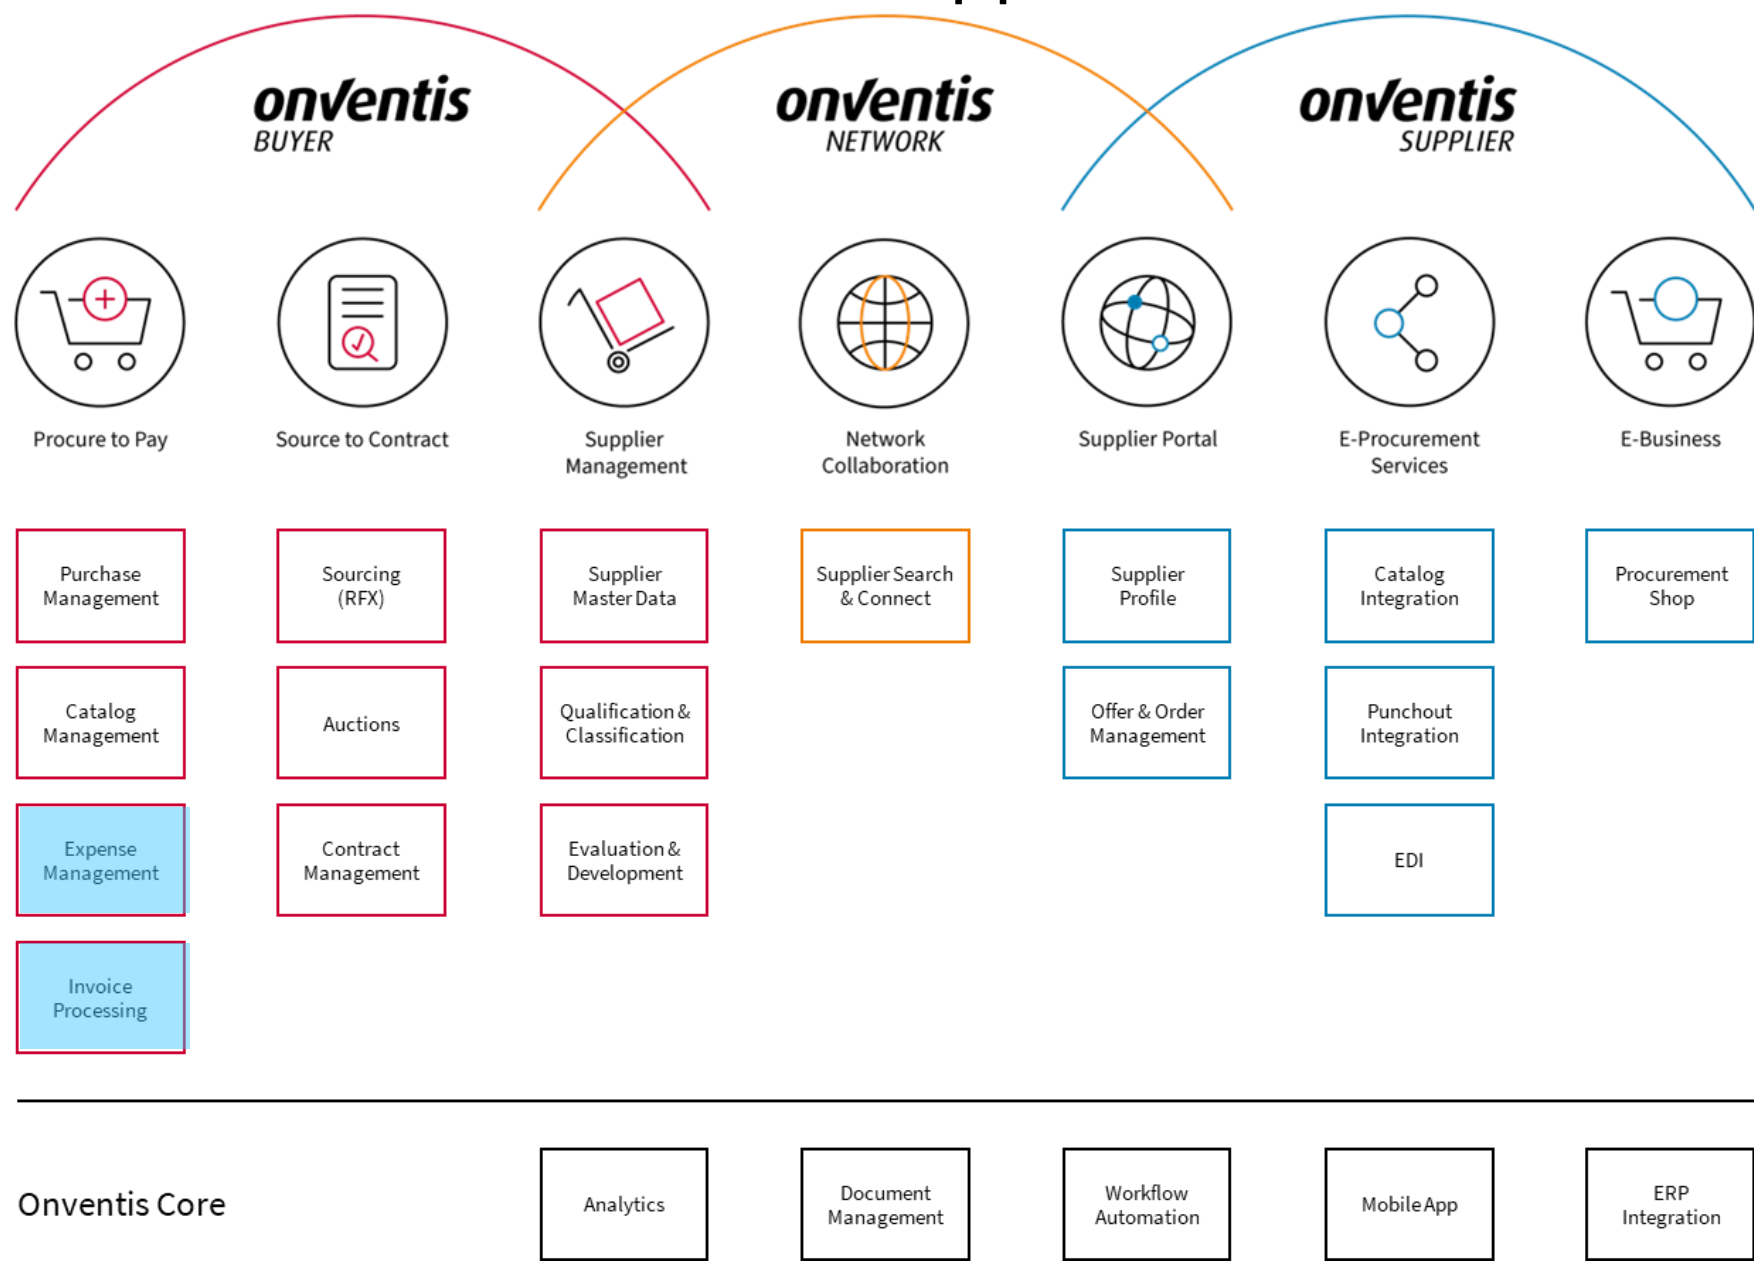 onventis
BUYER
onventis
NETWORK
onventis
SUPPLIER
Procure to Pay
Source to Contract
Supplier
Management
Network
Collaboration
Supplier Portal
E-Procurement
Services
E-Business
Purchase
Management
Sourcing
(RFX)
Supplier
Master Data
Supplier Search
& Connect
Supplier
Profile
Catalog
Integration
Procurement
Shop
Catalog
Management
Auctions
Qualification &
Classification
Offer & Order
Management
Punchout
Integration
Expense
Management
Contract
Management
Evaluation &
Development
EDI
Invoice
Processing
Onventis Core
Analytics
Document
Management
Workflow
Automation
Mobile App
ERP
Integration